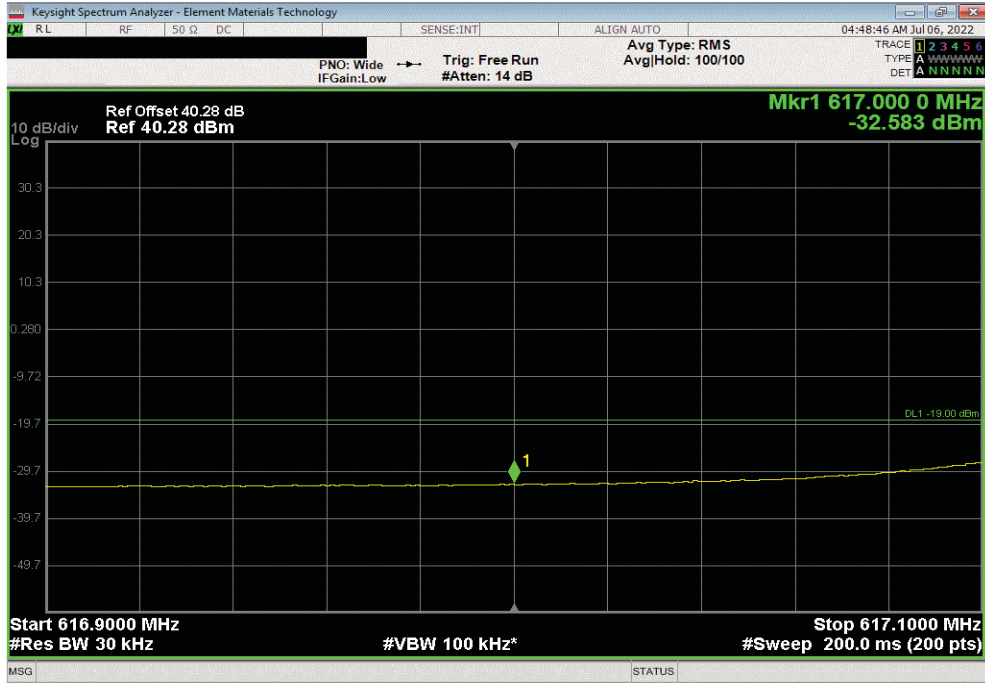 Keysight Spectrum Analyzer - Element Materials Technology
LXI RL RF 50 Ω DC SENSE:INT ALIGN AUTO 04:48:46 AM Jul 06, 2022
Avg Type: RMS TRACE 1 2 3 4 5 6
PNO: Wide Trig: Free Run Avg|Hold: 100/100 TYPE A WWWWW
IFGain:Low #Atten: 14 dB DET A N N N N N
Mkr1 617.000 0 MHz
Ref Offset 40.28 dB
10 dB/div Ref 40.28 dBm -32.583 dBm
Log
30.3
20.3
10.3
0.280
-9.72
DL1 -19.00 dBm
-19.7
1
-29.7
-39.7
-49.7
Start 616.9000 MHz Stop 617.1000 MHz
#Res BW 30 kHz #VBW 100 kHz* #Sweep 200.0 ms (200 pts)
MSG STATUS